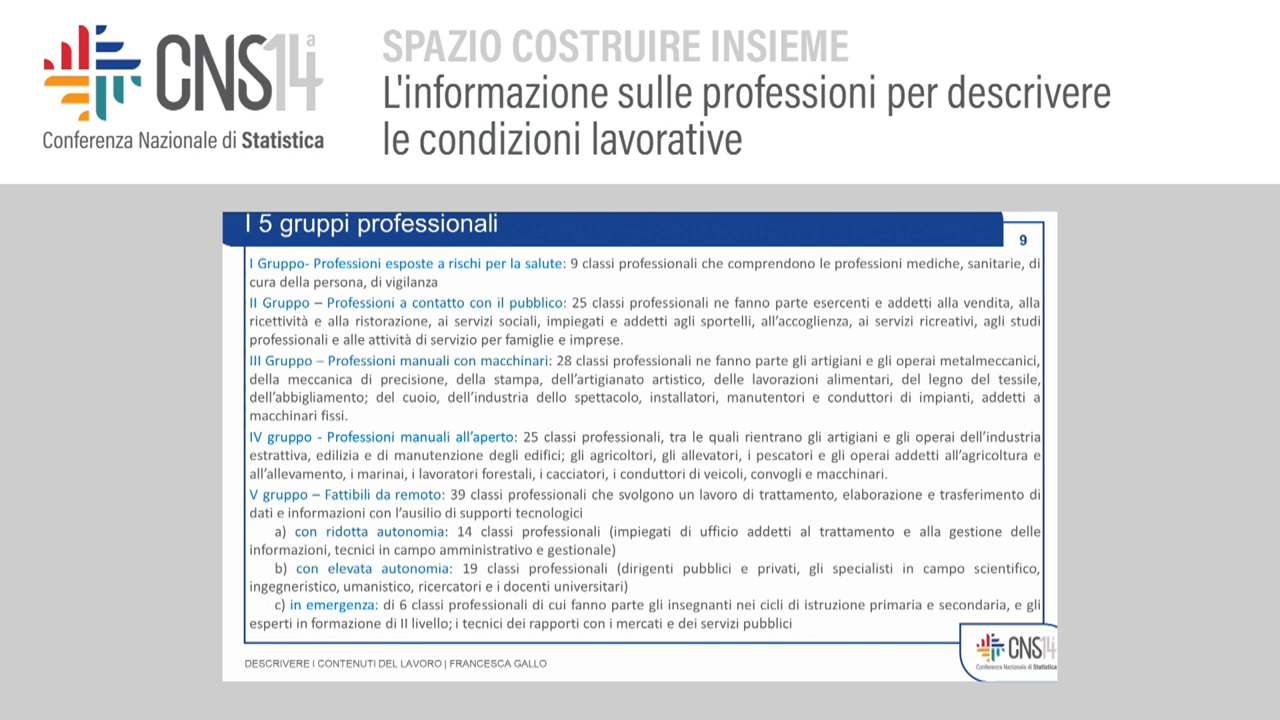 CNS14ª
Conferenza Nazionale di Statistica
SPAZIO COSTRUIRE INSIEME
L'informazione sulle professioni per descrivere
le condizioni lavorative
I 5 gruppi professionali
9
I Gruppo- Professioni esposte a rischi per la salute: 9 classi professionali che comprendono le professioni mediche, sanitarie, di
cura della persona, di vigilanza
II Gruppo – Professioni a contatto con il pubblico: 25 classi professionali ne fanno parte esercenti e addetti alla vendita, alla
ricettività e alla ristorazione, ai servizi sociali, impiegati e addetti agli sportelli, all'accoglienza, ai servizi ricreativi, agli studi
professionali e alle attività di servizio per famiglie e imprese.
III Gruppo – Professioni manuali con macchinari: 28 classi professionali ne fanno parte gli artigiani e gli operai metalmeccanici,
della meccanica di precisione, della stampa, dell'artigianato artistico, delle lavorazioni alimentari, del legno del tessile,
dell'abbigliamento; del cuoio, dell'industria dello spettacolo, installatori, manutentori e conduttori di impianti, addetti a
macchinari fissi.
IV gruppo - Professioni manuali all'aperto: 25 classi professionali, tra le quali rientrano gli artigiani e gli operai dell'industria
estrattiva, edilizia e di manutenzione degli edifici; gli agricoltori, gli allevatori, i pescatori e gli operai addetti all'agricoltura e
all'allevamento, i marinai, i lavoratori forestali, i cacciatori, i conduttori di veicoli, convogli e macchinari.
V gruppo – Fattibili da remoto: 39 classi professionali che svolgono un lavoro di trattamento, elaborazione e trasferimento di
dati e informazioni con l'ausilio di supporti tecnologici
a) con ridotta autonomia: 14 classi professionali (impiegati di ufficio addetti al trattamento e alla gestione delle
informazioni, tecnici in campo amministrativo e gestionale)
b) con elevata autonomia: 19 classi professionali (dirigenti pubblici e privati, gli specialisti in campo scientifico,
ingegneristico, umanistico, ricercatori e i docenti universitari)
c) in emergenza: di 6 classi professionali di cui fanno parte gli insegnanti nei cicli di istruzione primaria e secondaria, e gli
esperti in formazione di II livello; i tecnici dei rapporti con i mercati e dei servizi pubblici
DESCRIVERE I CONTENUTI DEL LAVORO | FRANCESCA GALLO
CNS14
Conferenza Nazionale di Statistica